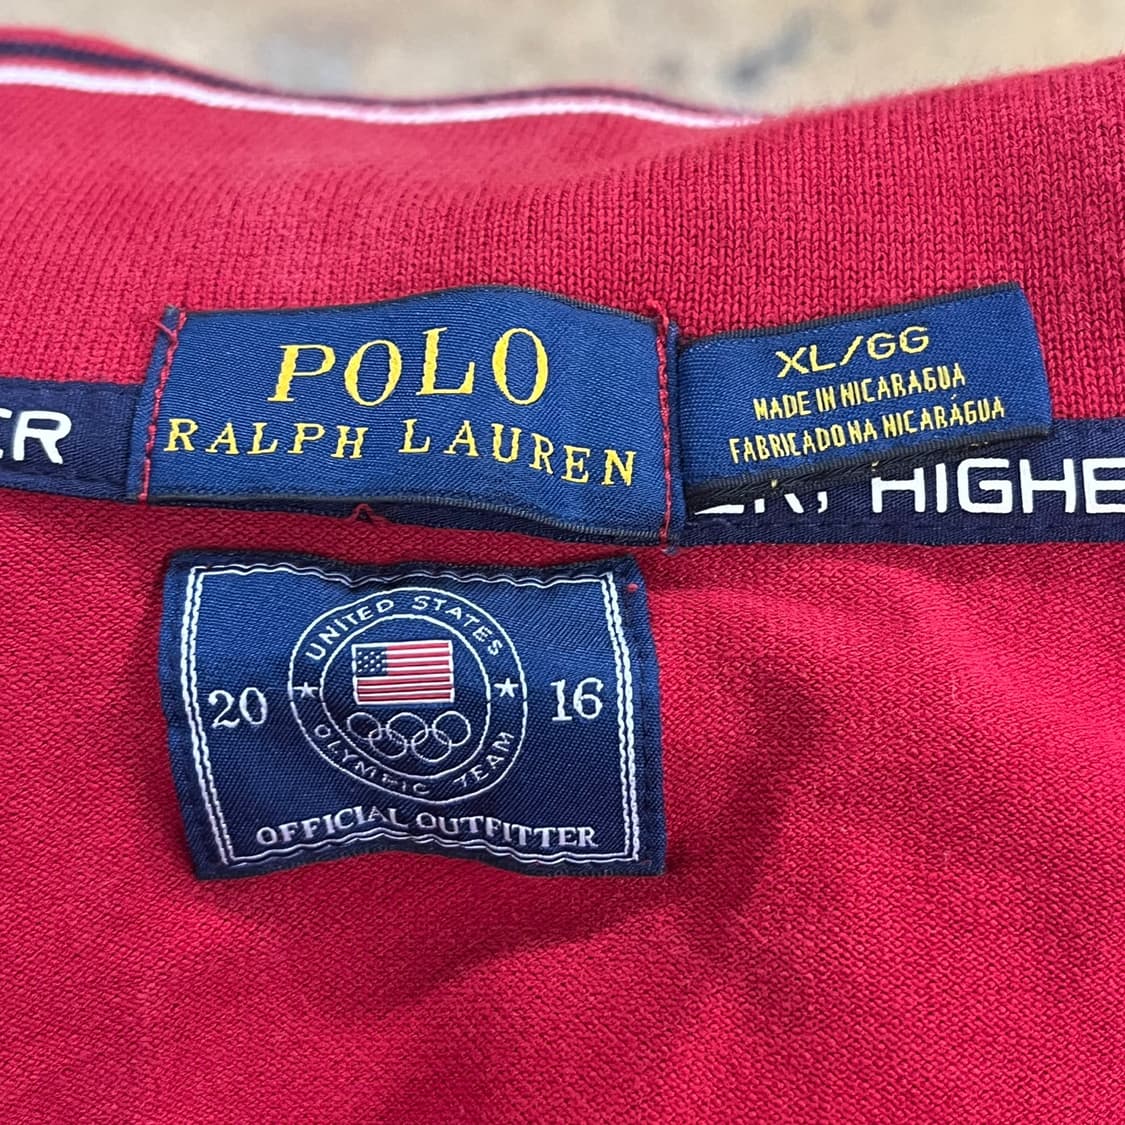 POLO
RALPH LAUREN
XL/GG
MADE IN NICARAGUA
FABRICADO NA NICARÁGUA
HIGHE
UNITED STATES
20 16
OLYMPIC TEAM
OFFICIAL OUTFITTER